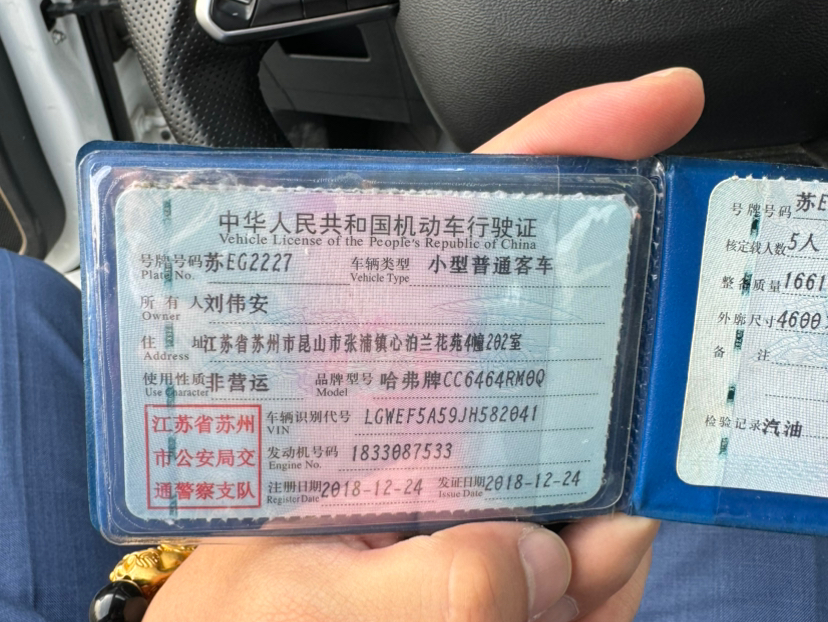 中华人民共和国机动车行驶证
Vehicle License of the People's Republic of China
号牌号码 苏EG2227 车辆类型 小型普通客车
Plate No. Vehicle Type
所有人 刘伟安
Owner
住址 江苏省苏州市昆山市张浦镇心泊兰花苑4幢202室
Address
使用性质 非营运 品牌型号 哈弗牌CC6464RM0Q
Use Character Model
江苏省苏州
市公安局交
通警察支队
车辆识别代号 LGWEF5A59JH582041
VIN
发动机号码 1833087533
Engine No.
注册日期 2018-12-24 发证日期 2018-12-24
Register Date Issue Date
号牌号码 苏E
核定载人数 5人
整备质量 1661
外廓尺寸 4600
备注
检验记录 汽油